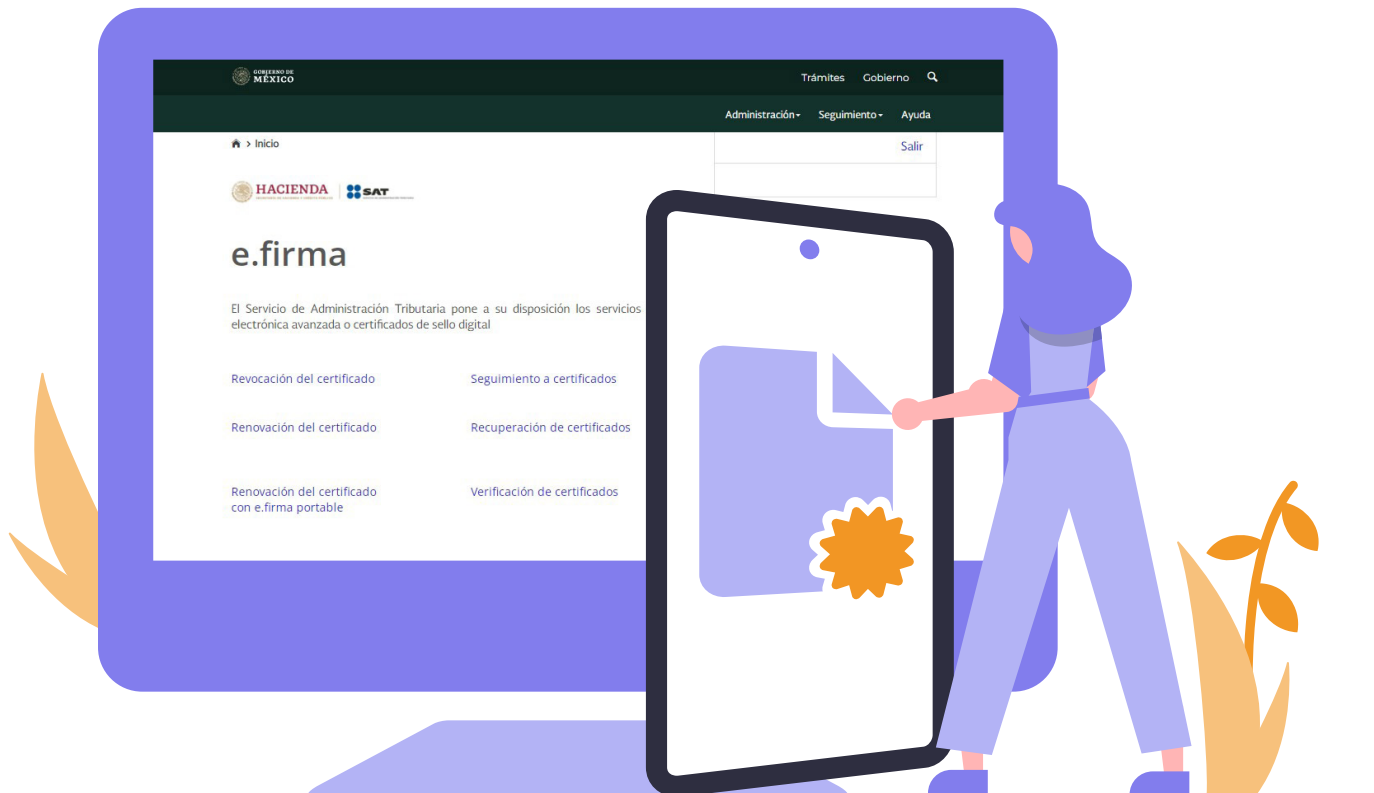 GOBIERNO DE
MÉXICO
Trámites Gobierno
Administración Seguimiento Ayuda
> Inicio
Salir
HACIENDA
SAT
e.firma
El Servicio de Administración Tributaria pone a su disposición los servicios
electrónica avanzada o certificados de sello digital
Revocación del certificado
Seguimiento a certificados
Renovación del certificado
Recuperación de certificados
Renovación del certificado
con e.firma portable
Verificación de certificados